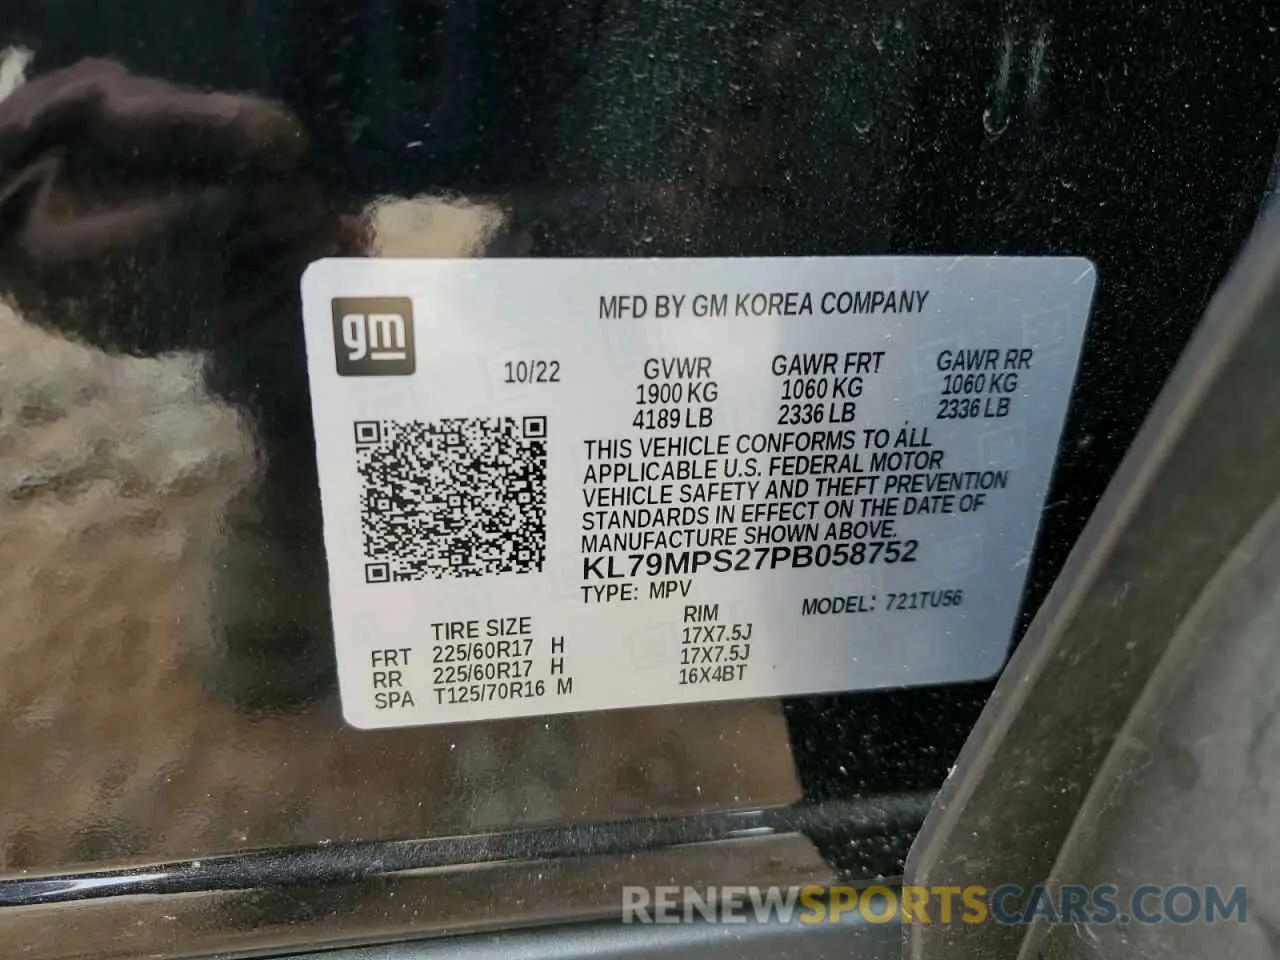 gm
MFD BY GM KOREA COMPANY
10/22
GVWR GAWR FRT GAWR RR
1900 KG 1060 KG 1060 KG
4189 LB 2336 LB 2336 LB
THIS VEHICLE CONFORMS TO ALL
APPLICABLE U.S. FEDERAL MOTOR
VEHICLE SAFETY AND THEFT PREVENTION
STANDARDS IN EFFECT ON THE DATE OF
MANUFACTURE SHOWN ABOVE.
KL79MPS27PB058752
TYPE: MPV MODEL: 721TU56
TIRE SIZE RIM
FRT 225/60R17 H 17X7.5J
RR 225/60R17 H 17X7.5J
SPA T125/70R16 M 16X4BT
RENEWSPORTSCARS.COM